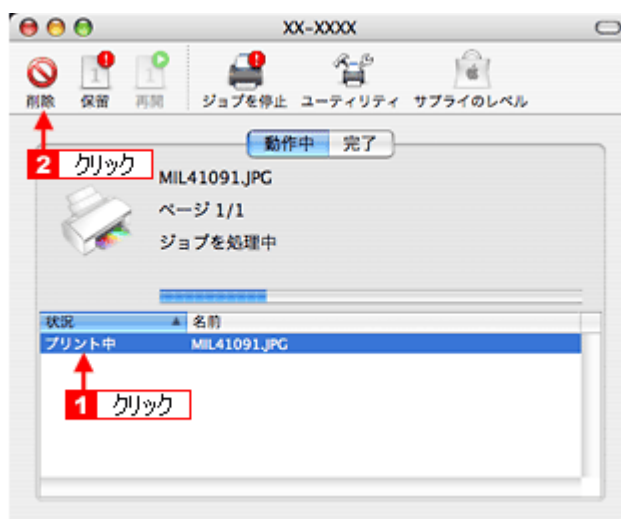 XX-XXXX
削除 保留 再開 ジョブを停止 ユーティリティ サプライのレベル
動作中 完了
2 クリック
MIL41091.JPG
ページ 1/1
ジョブを処理中
状況 名前
プリント中 MIL41091.JPG
1 クリック